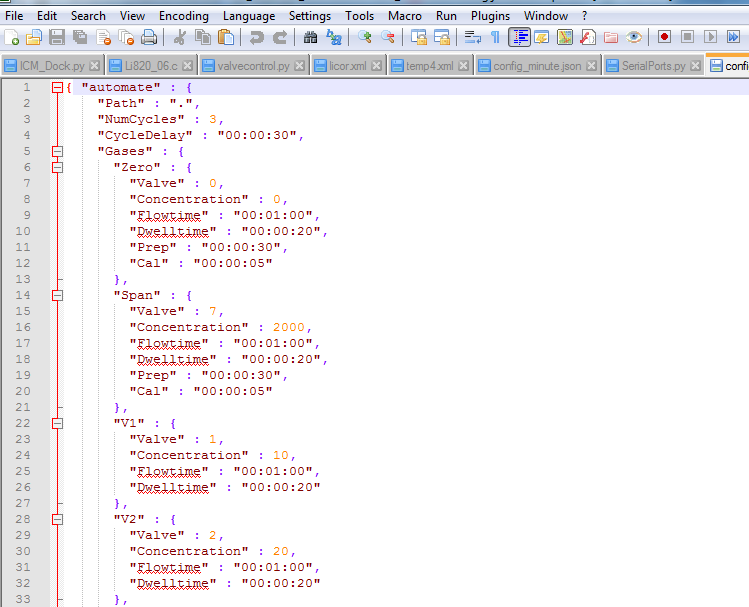 File Edit Search View Encoding Language Settings Tools Macro Run Plugins Window ?
ICM_Dock.py Li820_06.c valvecontrol.py licor.xml temp4.xml config_minute.json SerialPorts.py confi
1 { "automate" : {
2 "Path" : ".",
3 "NumCycles" : 3,
4 "CycleDelay" : "00:00:30",
5 "Gases" : {
6 "Zero" : {
7 "Valve" : 0,
8 "Concentration" : 0,
9 "Flowtime" : "00:01:00",
10 "Dwelltime" : "00:00:20",
11 "Prep" : "00:00:30",
12 "Cal" : "00:00:05"
13 },
14 "Span" : {
15 "Valve" : 7,
16 "Concentration" : 2000,
17 "Flowtime" : "00:01:00",
18 "Dwelltime" : "00:00:20",
19 "Prep" : "00:00:30",
20 "Cal" : "00:00:05"
21 },
22 "V1" : {
23 "Valve" : 1,
24 "Concentration" : 10,
25 "Flowtime" : "00:01:00",
26 "Dwelltime" : "00:00:20"
27 },
28 "V2" : {
29 "Valve" : 2,
30 "Concentration" : 20,
31 "Flowtime" : "00:01:00",
32 "Dwelltime" : "00:00:20"
33 },